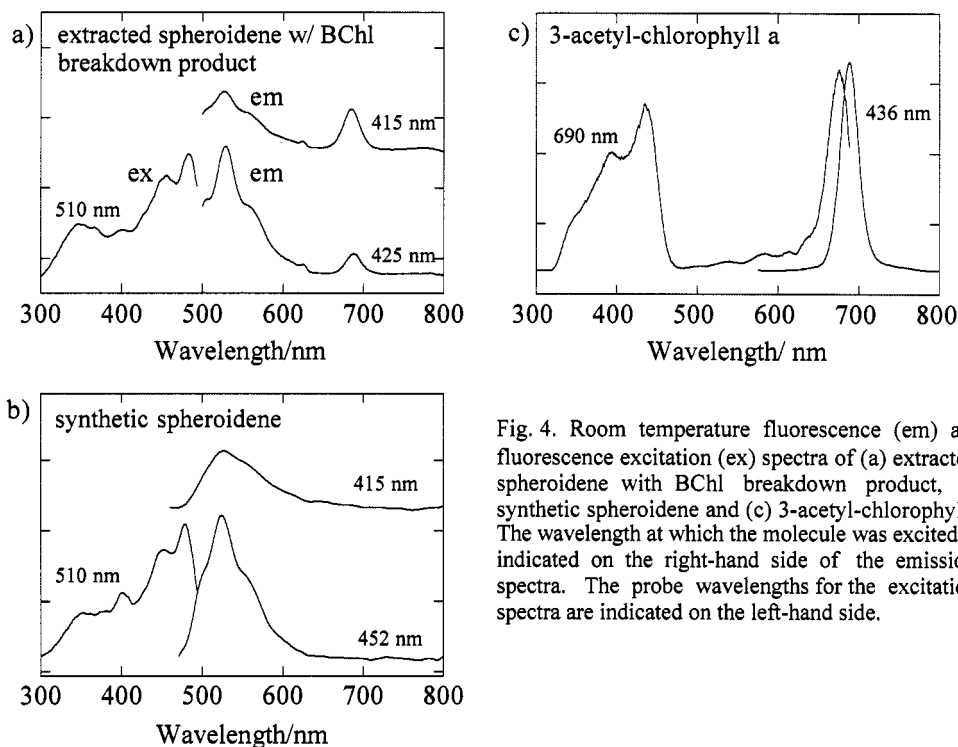 a)
extracted spheroidene w/ BChl
breakdown product
em
415 nm
ex
em
510 nm
425 nm
300 400 500 600 700 800
Wavelength/nm
b)
synthetic spheroidene
415 nm
510 nm
452 nm
300 400 500 600 700 800
Wavelength/nm
c)
3-acetyl-chlorophyll a
690 nm
436 nm
300 400 500 600 700 800
Wavelength/ nm
Fig. 4. Room temperature fluorescence (em) a
fluorescence excitation (ex) spectra of (a) extracte
spheroidene with BChl breakdown product,
synthetic spheroidene and (c) 3-acetyl-chlorophyl
The wavelength at which the molecule was excited
indicated on the right-hand side of the emissio
spectra. The probe wavelengths for the excitatio
spectra are indicated on the left-hand side.